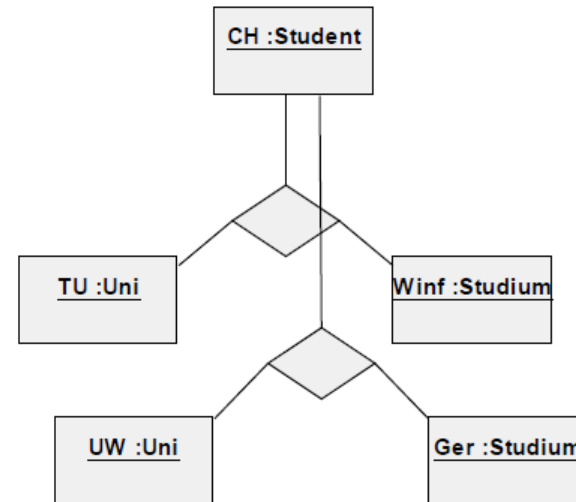 CH :Student
TU :Uni
Winf :Studium
UW :Uni
Ger :Studium